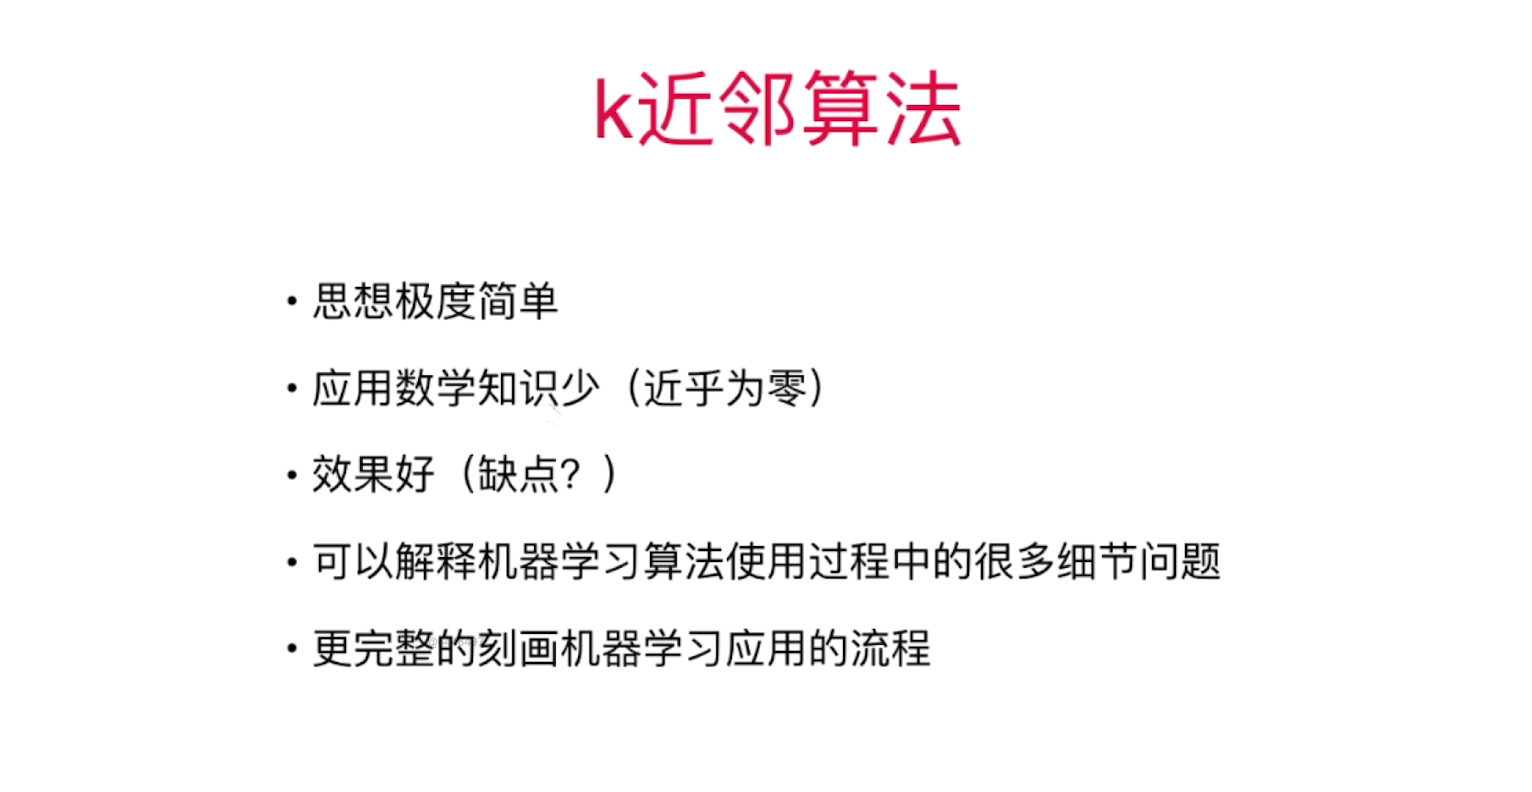 k近邻算法
• 思想极度简单
• 应用数学知识少（近乎为零）
• 效果好（缺点？）
• 可以解释机器学习算法使用过程中的很多细节问题
• 更完整的刻画机器学习应用的流程